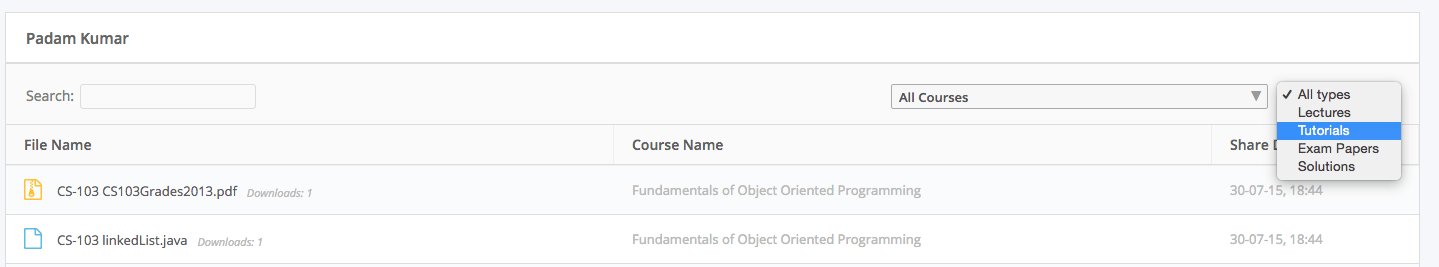 Padam Kumar
Search:
All Courses
All types
Lectures
Tutorials
Exam Papers
Solutions
File Name
Course Name
Share
CS-103 CS103Grades2013.pdf Downloads: 1
Fundamentals of Object Oriented Programming
30-07-15, 18:44
CS-103 linkedList.java Downloads: 1
Fundamentals of Object Oriented Programming
30-07-15, 18:44